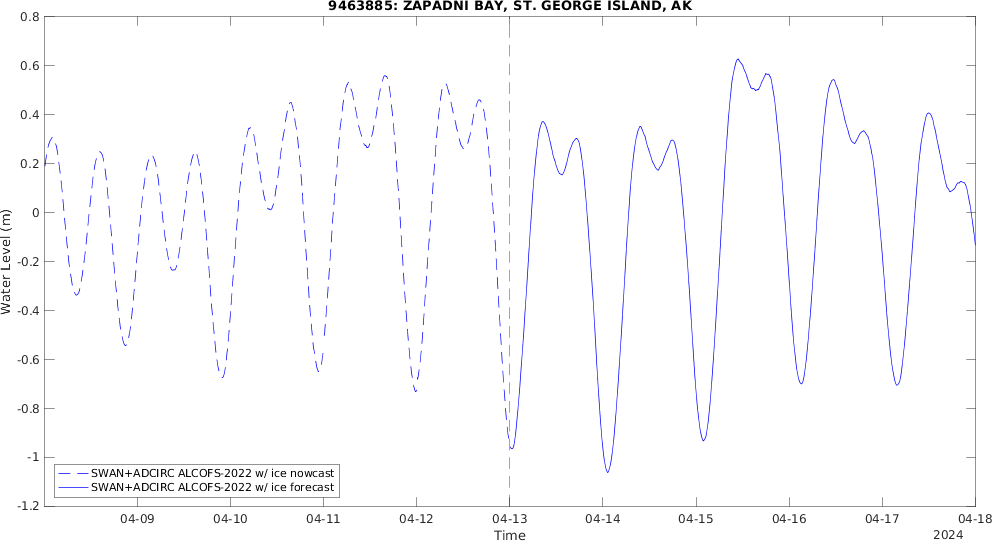 9463885: ZAPADNI BAY, ST. GEORGE ISLAND, AK
0.8
0.6
0.4
0.2
0
-0.2
-0.4
-0.6
-0.8
-1
-1.2
Water Level (m)
SWAN+ADCIRC ALCOFS-2022 w/ ice nowcast
SWAN+ADCIRC ALCOFS-2022 w/ ice forecast
04-09 04-10 04-11 04-12 04-13 04-14 04-15 04-16 04-17 04-18
Time
2024